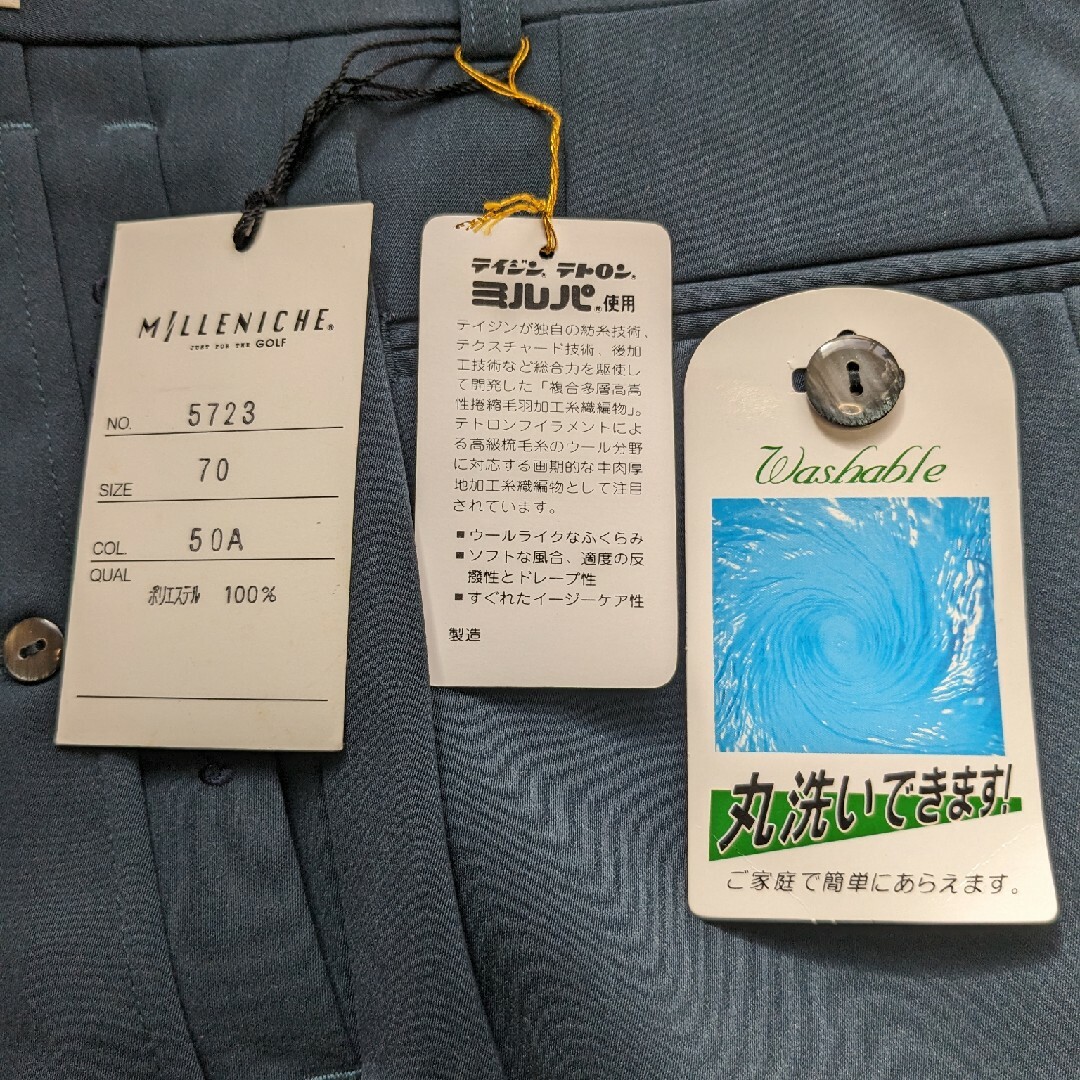 MILLENICHE®
JUST FOR THE GOLF
NO. 5723
SIZE 70
COL. 50A
QUAL
ポリエステル 100%
テイジン® テトロン®
ミルパ®使用
テイジンが独自の紡糸技術、
テクスチャード技術、後加
工技術など総合力を駆使し
て開発した「複合多層高高
性捲縮毛羽加工糸織編物」。
テトロンフイラメントによ
る高級梳毛糸のウール分野
に対応する画期的な中肉厚
地加工糸織編物として注目
されています。
■ウールライクなふくらみ
■ソフトな風合、適度の反
撥性とドレープ性
■すぐれたイージーケア性
製造
Washable
丸洗いできます!
ご家庭で簡単にあらえます。